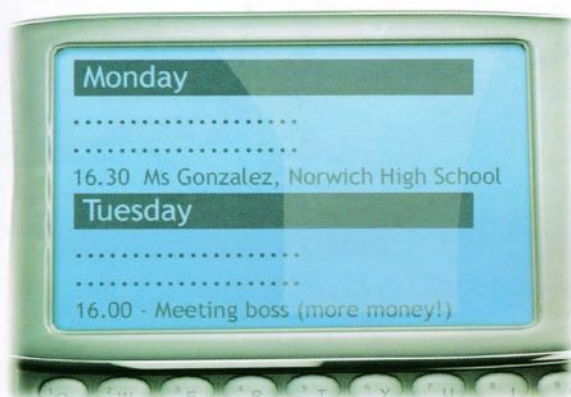 Monday
....................
....................
16.30 Ms Gonzalez, Norwich High School
Tuesday
....................
....................
16.00 - Meeting boss (more money!)